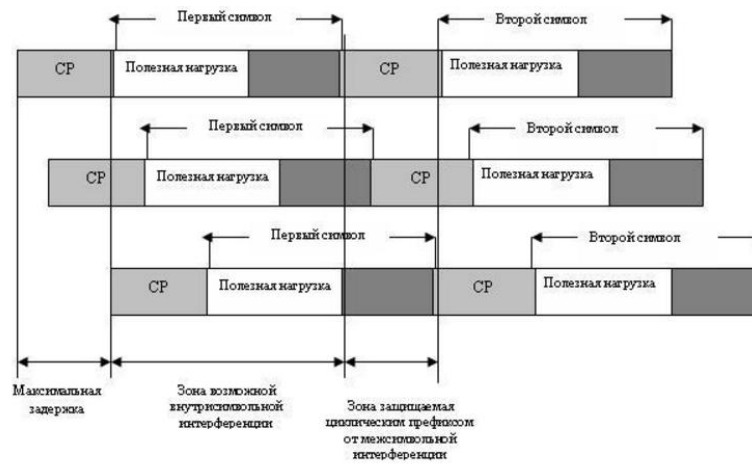 Первый символ
Второй символ
CP
Полезная нагрузка
CP
Полезная нагрузка
Первый символ
Второй символ
CP
Полезная нагрузка
CP
Полезная нагрузка
Первый символ
Второй символ
CP
Полезная нагрузка
CP
Полезная нагрузка
Максимальная
задержка
Зона возможной
внутрисимвольной
интерференции
Зона защищаемая
циклическим префиксом
от межсимвольной
интерференции